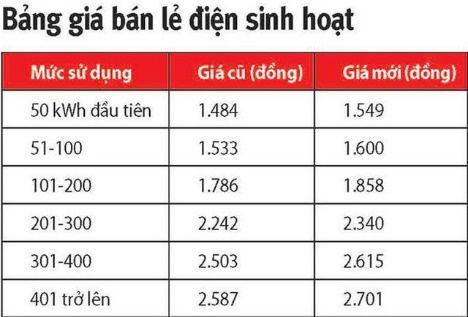 Bảng giá bán lẻ điện sinh hoạt
Mức sử dụng Giá cũ (đồng) Giá mới (đồng)
50 kWh đầu tiên 1.484 1.549
51-100 1.533 1.600
101-200 1.786 1.858
201-300 2.242 2.340
301-400 2.503 2.615
401 trở lên 2.587 2.701